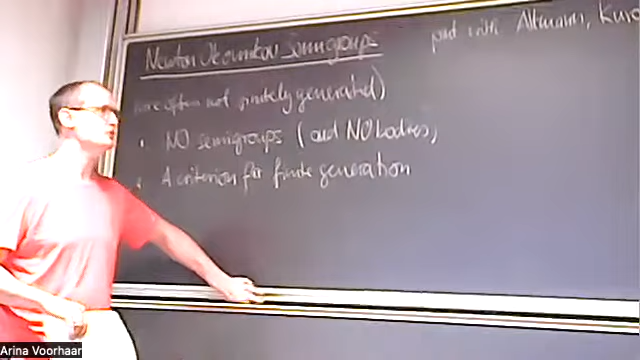 Newton Okounkov Semigroups
joint with Altmann, Kuro
(are often not finitely generated)
• NO semigroups (and NO bodies)
• A criterion for finite generation
Arina Voorhaar